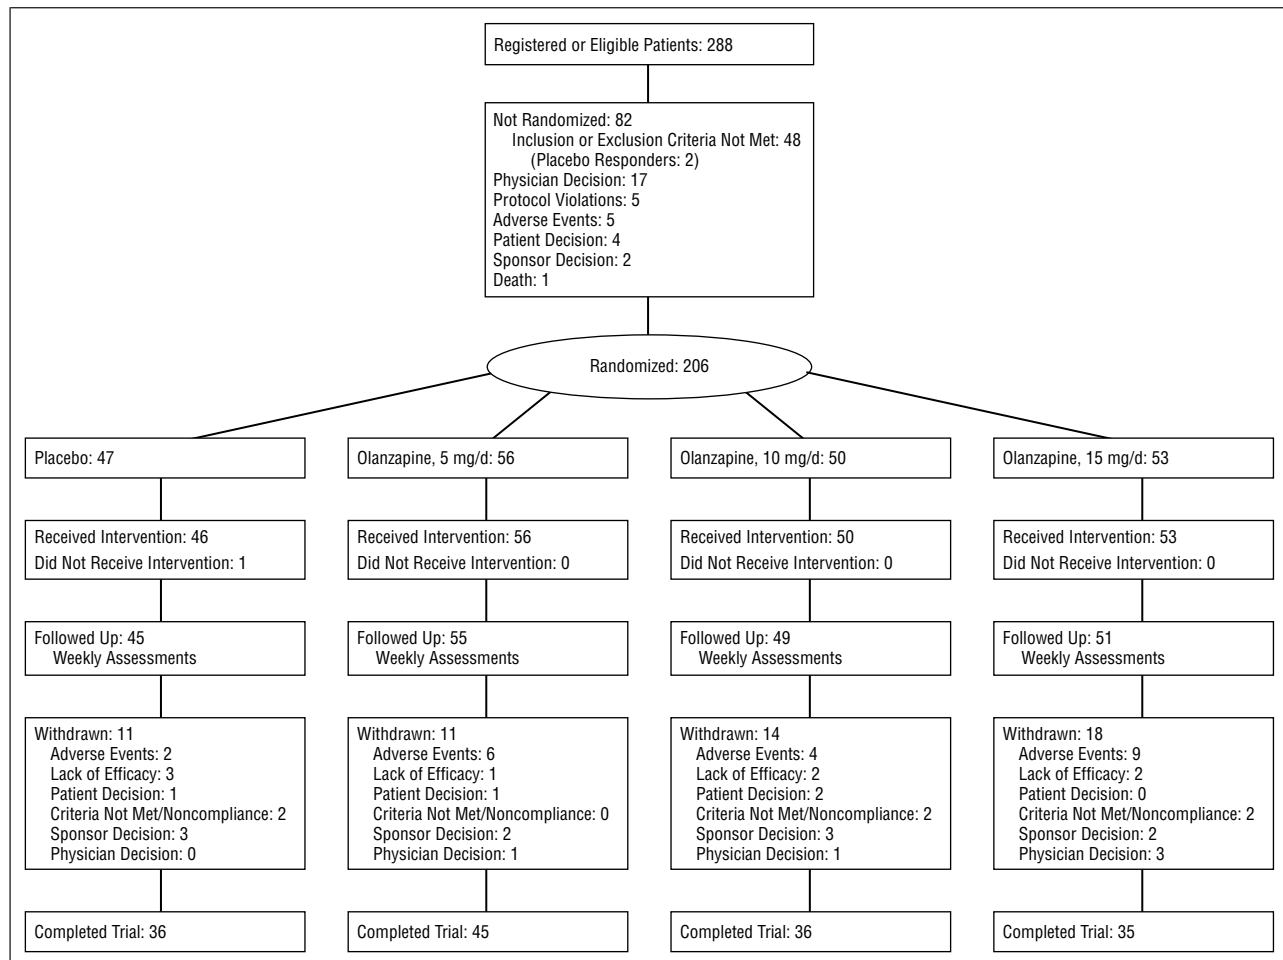 Registered or Eligible Patients: 288
Not Randomized: 82
Inclusion or Exclusion Criteria Not Met: 48
(Placebo Responders: 2)
Physician Decision: 17
Protocol Violations: 5
Adverse Events: 5
Patient Decision: 4
Sponsor Decision: 2
Death: 1
Randomized: 206
Placebo: 47
Received Intervention: 46
Did Not Receive Intervention: 1
Followed Up: 45
Weekly Assessments
Withdrawn: 11
Adverse Events: 2
Lack of Efficacy: 3
Patient Decision: 1
Criteria Not Met/Noncompliance: 2
Sponsor Decision: 3
Physician Decision: 0
Completed Trial: 36
Olanzapine, 5 mg/d: 56
Received Intervention: 56
Did Not Receive Intervention: 0
Followed Up: 55
Weekly Assessments
Withdrawn: 11
Adverse Events: 6
Lack of Efficacy: 1
Patient Decision: 1
Criteria Not Met/Noncompliance: 0
Sponsor Decision: 2
Physician Decision: 1
Completed Trial: 45
Olanzapine, 10 mg/d: 50
Received Intervention: 50
Did Not Receive Intervention: 0
Followed Up: 49
Weekly Assessments
Withdrawn: 14
Adverse Events: 4
Lack of Efficacy: 2
Patient Decision: 2
Criteria Not Met/Noncompliance: 2
Sponsor Decision: 3
Physician Decision: 1
Completed Trial: 36
Olanzapine, 15 mg/d: 53
Received Intervention: 53
Did Not Receive Intervention: 0
Followed Up: 51
Weekly Assessments
Withdrawn: 18
Adverse Events: 9
Lack of Efficacy: 2
Patient Decision: 0
Criteria Not Met/Noncompliance: 2
Sponsor Decision: 2
Physician Decision: 3
Completed Trial: 35